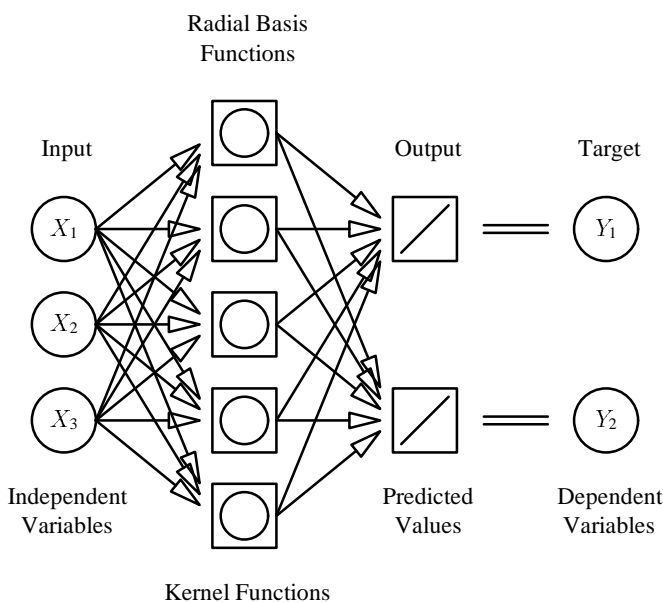 Radial Basis
Functions
Input
Output
Target
X₁
Y₁
X₂
X₃
Y₂
Independent
Variables
Predicted
Values
Dependent
Variables
Kernel Functions